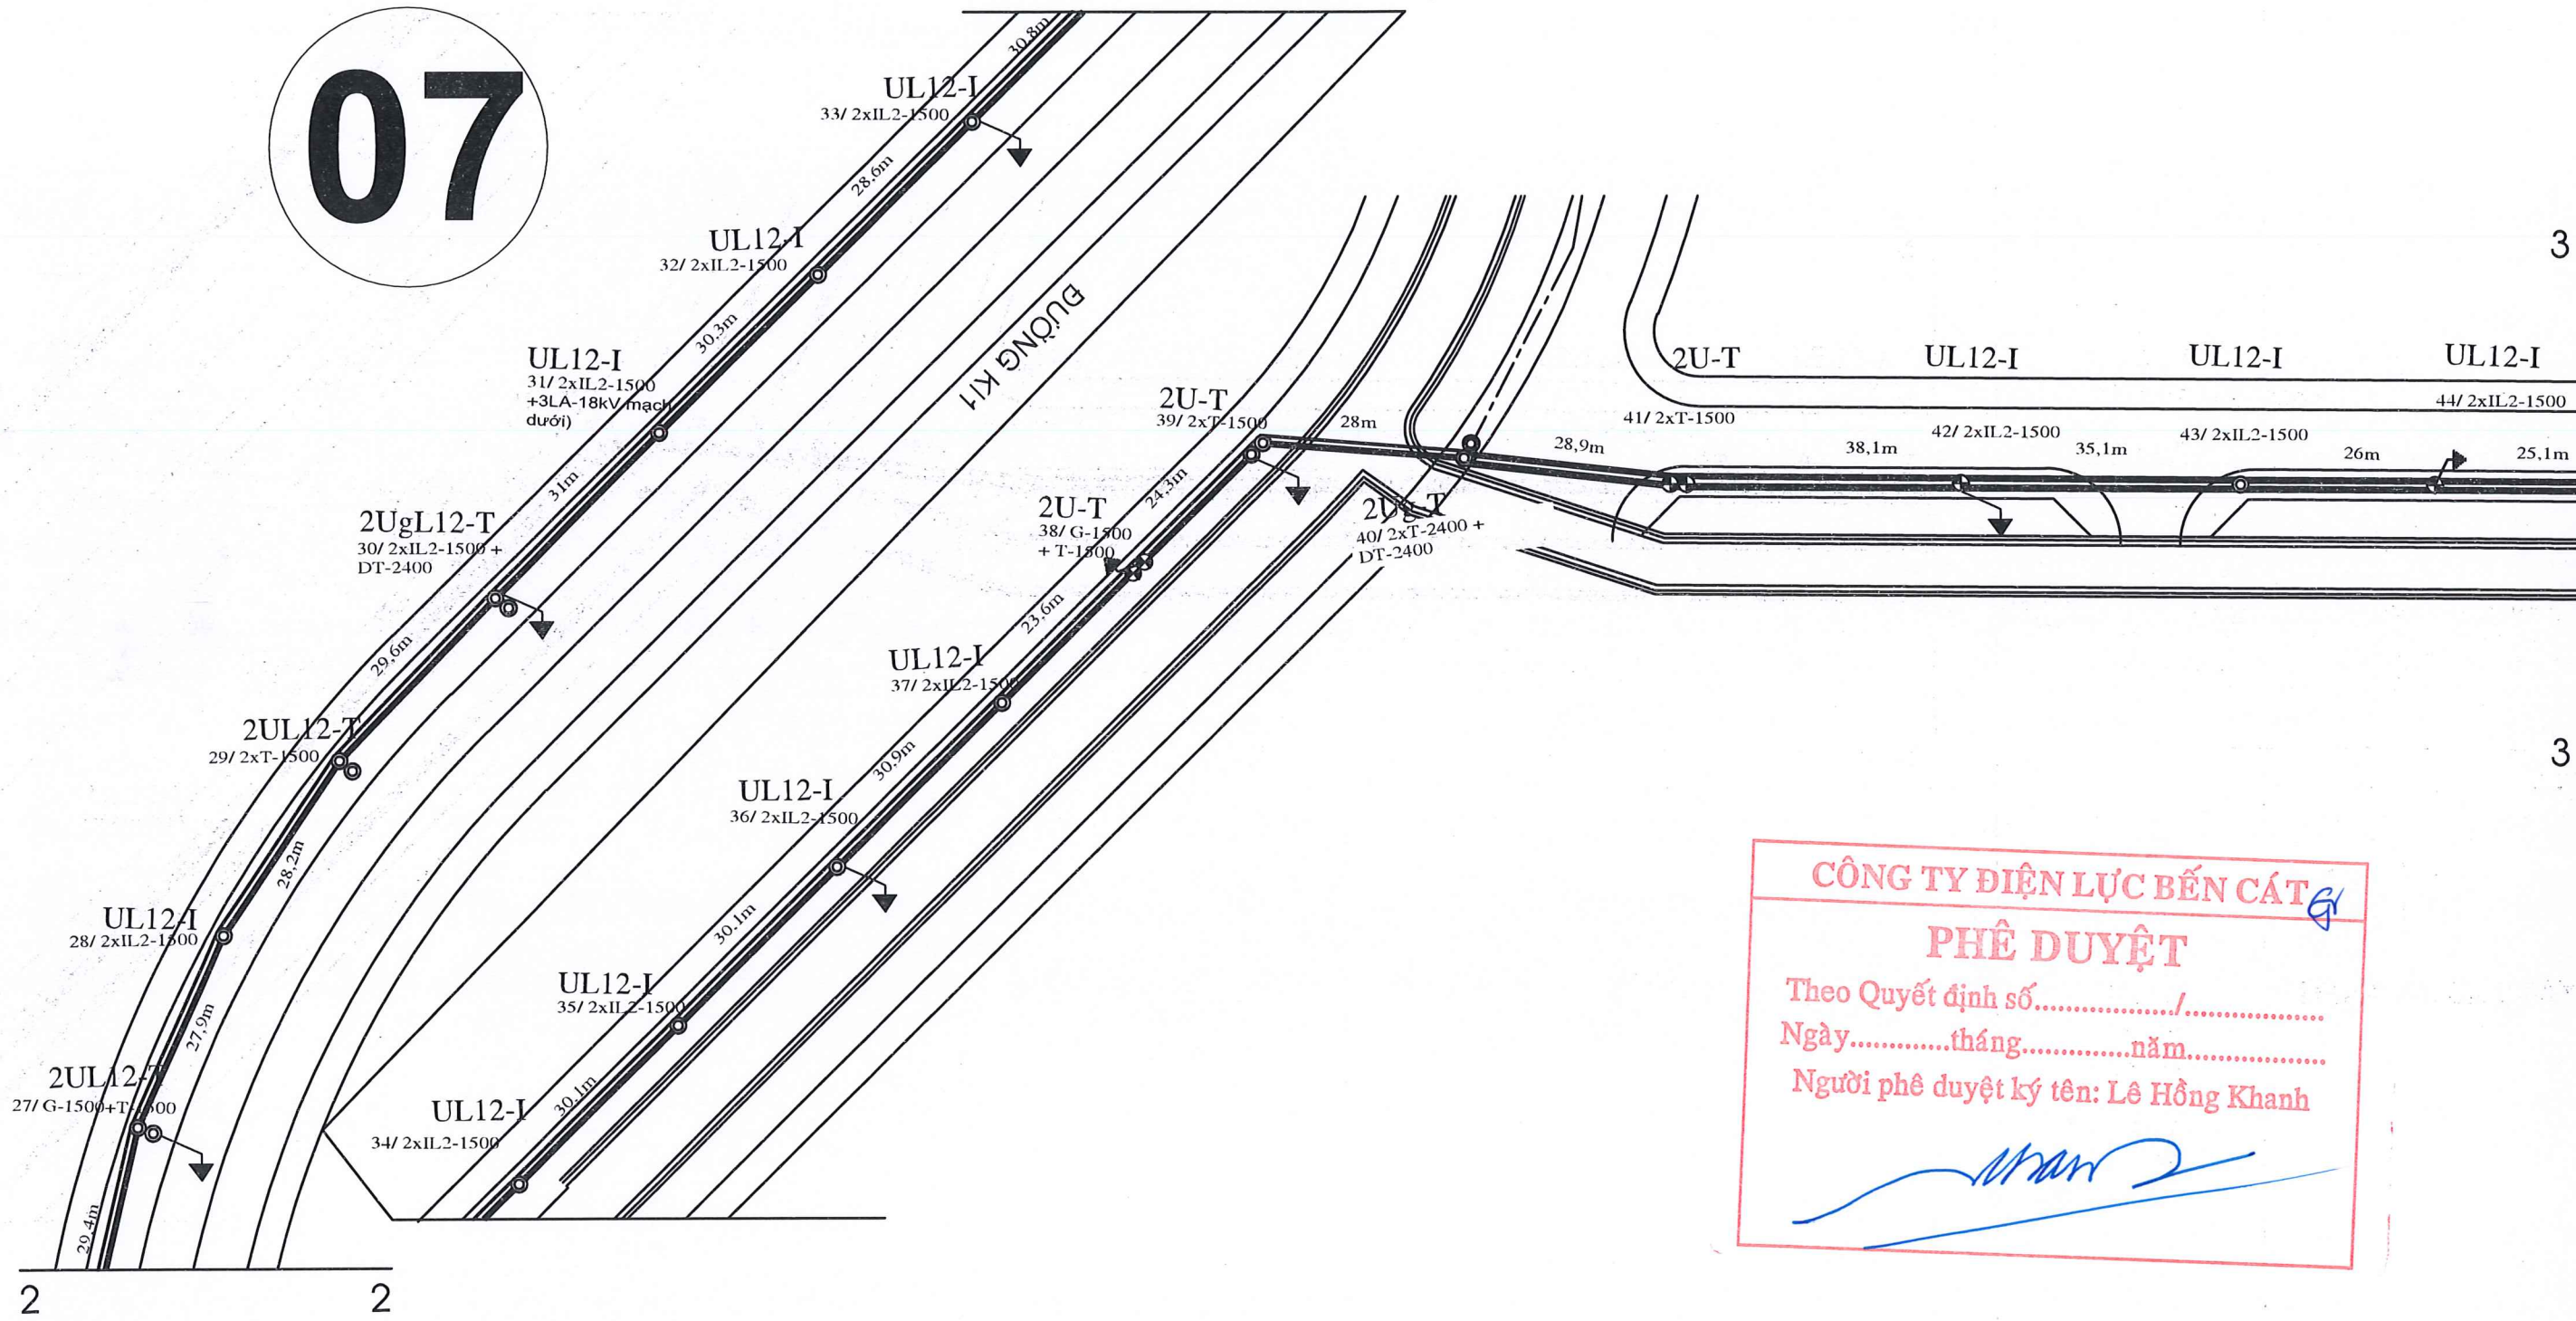 07
30,8m
UL12-I
33/ 2xIL2-1500
28,6m
UL12-I
32/ 2xIL2-1500
30,3m
UL12-I
31/ 2xIL2-1500
+3LA-18kV mạch
dưới)
31m
2UgL12-T
30/ 2xIL2-1500 +
DT-2400
29,6m
2UL12-T
29/ 2xT-1500
28,2m
UL12-I
28/ 2xIL2-1500
27,9m
2UL12-T
27/ G-1500+T-1500
29,4m
2
2
ĐƯỜNG KI1
UL12-I
34/ 2xIL2-1500
30,1m
UL12-I
35/ 2xIL2-1500
30,1m
UL12-I
36/ 2xIL2-1500
30,9m
UL12-I
37/ 2xIL2-1500
23,6m
2U-T
38/ G-1500
+ T-1500
24,3m
2U-T
39/ 2xT-1500
28m
2Ug-T
40/ 2xT-2400 +
DT-2400
28,9m
2U-T
41/ 2xT-1500
38,1m
UL12-I
42/ 2xIL2-1500
35,1m
UL12-I
43/ 2xIL2-1500
26m
UL12-I
44/ 2xIL2-1500
25,1m
3
3
CÔNG TY ĐIỆN LỰC BẾN CÁT
PHÊ DUYỆT
Theo Quyết định số................./.................
Ngày.............tháng..............năm..................
Người phê duyệt ký tên: Lê Hồng Khanh